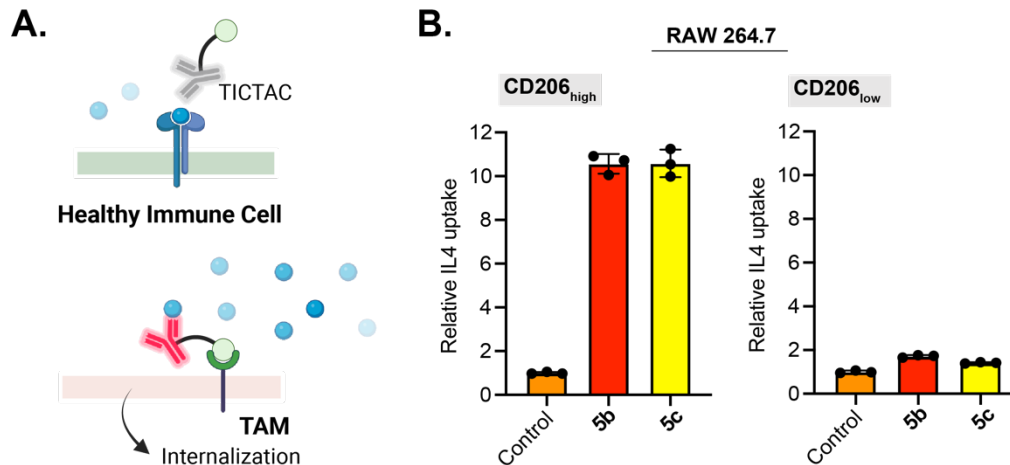 A.
TICTAC
Healthy Immune Cell
TAM
Internalization
B.
RAW 264.7
CD206high
Relative IL4 uptake
12
10
8
6
4
2
0
Control
5b
5c
CD206low
Relative IL4 uptake
12
10
8
6
4
2
0
Control
5b
5c